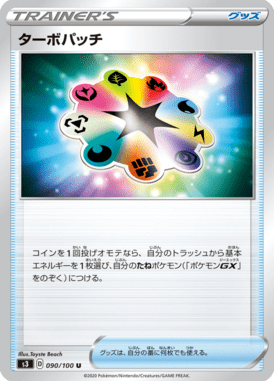 TRAINER'S グッズ
ターボパッチ
コインを1回投げオモテなら、自分のトラッシュから基本
エネルギーを1枚選び、自分のたねポケモン(「ポケモンGX」
をのぞく)につける。
Illus.Toyste Beach
s3 D 090/100 U
グッズは、自分の番に何枚でも使える。
©2020 Pokémon/Nintendo/Creatures/GAME FREAK.